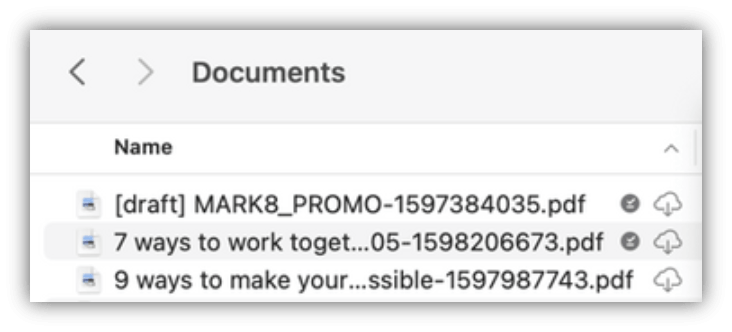 Documents
Name
[draft] MARK8_PROMO-1597384035.pdf
7 ways to work toget...05-1598206673.pdf
9 ways to make your...ssible-1597987743.pdf